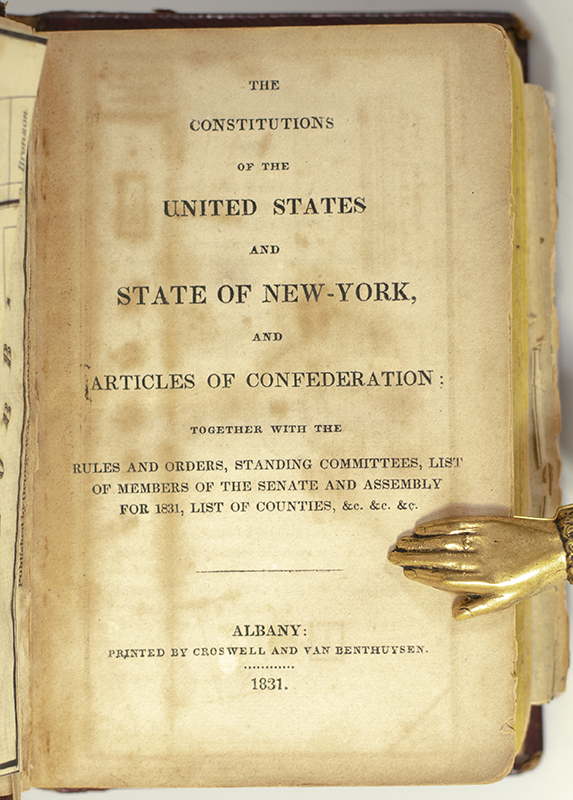 THE
CONSTITUTIONS
OF THE
UNITED STATES
AND
STATE OF NEW-YORK,
AND
ARTICLES OF CONFEDERATION:
TOGETHER WITH THE
RULES AND ORDERS, STANDING COMMITTEES, LIST
OF MEMBERS OF THE SENATE AND ASSEMBLY
FOR 1831, LIST OF COUNTIES, &c. &c. &c.
ALBANY:
PRINTED BY CROSWELL AND VAN BENTHUYSEN.
1831.
Bronson